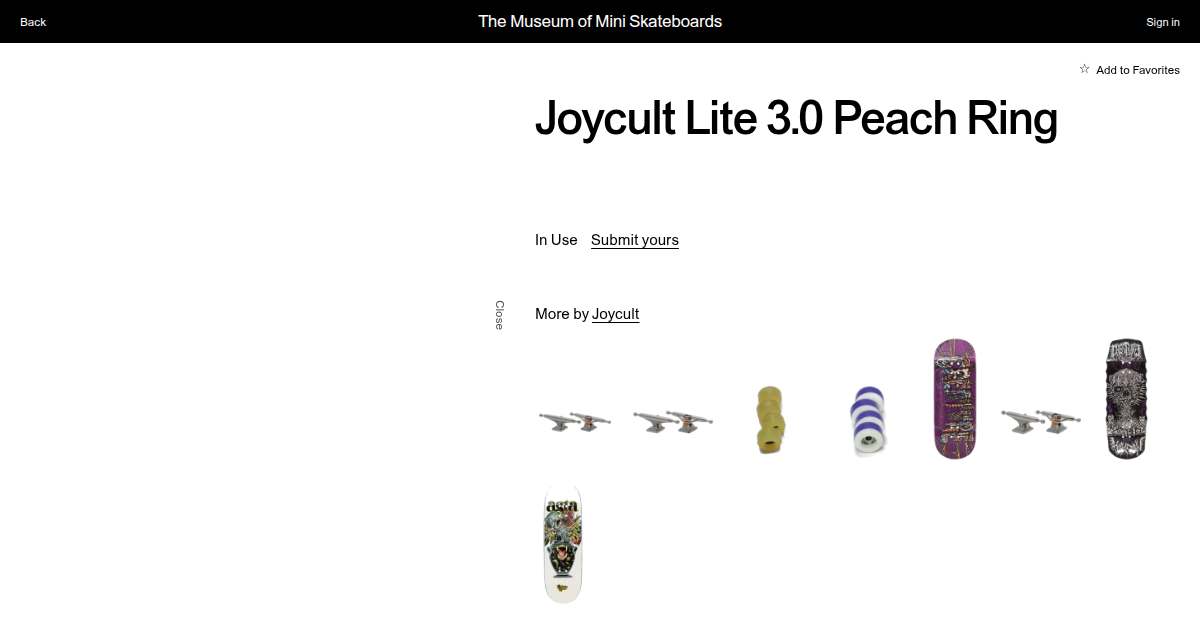 Back
The Museum of Mini Skateboards
Sign in
☆ Add to Favorites
Joycult Lite 3.0 Peach Ring
In Use Submit yours
Close
More by Joycult
asta